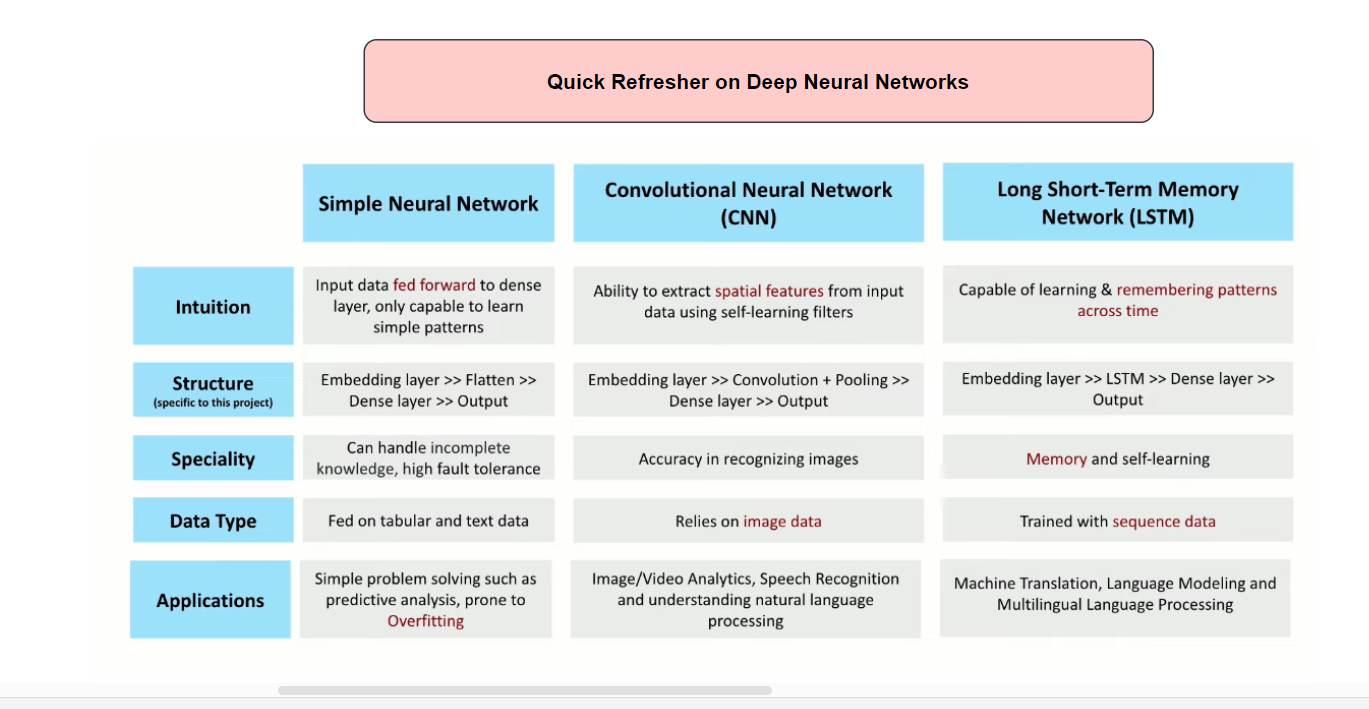 Quick Refresher on Deep Neural Networks
Simple Neural Network
Convolutional Neural Network
(CNN)
Long Short-Term Memory
Network (LSTM)
Intuition
Input data fed forward to dense
layer, only capable to learn
simple patterns
Ability to extract spatial features from input
data using self-learning filters
Capable of learning & remembering patterns
across time
Structure
(specific to this project)
Embedding layer >> Flatten >>
Dense layer >> Output
Embedding layer >> Convolution + Pooling >>
Dense layer >> Output
Embedding layer >> LSTM >> Dense layer >>
Output
Speciality
Can handle incomplete
knowledge, high fault tolerance
Accuracy in recognizing images
Memory and self-learning
Data Type
Fed on tabular and text data
Relies on image data
Trained with sequence data
Applications
Simple problem solving such as
predictive analysis, prone to
Overfitting
Image/Video Analytics, Speech Recognition
and understanding natural language
processing
Machine Translation, Language Modeling and
Multilingual Language Processing